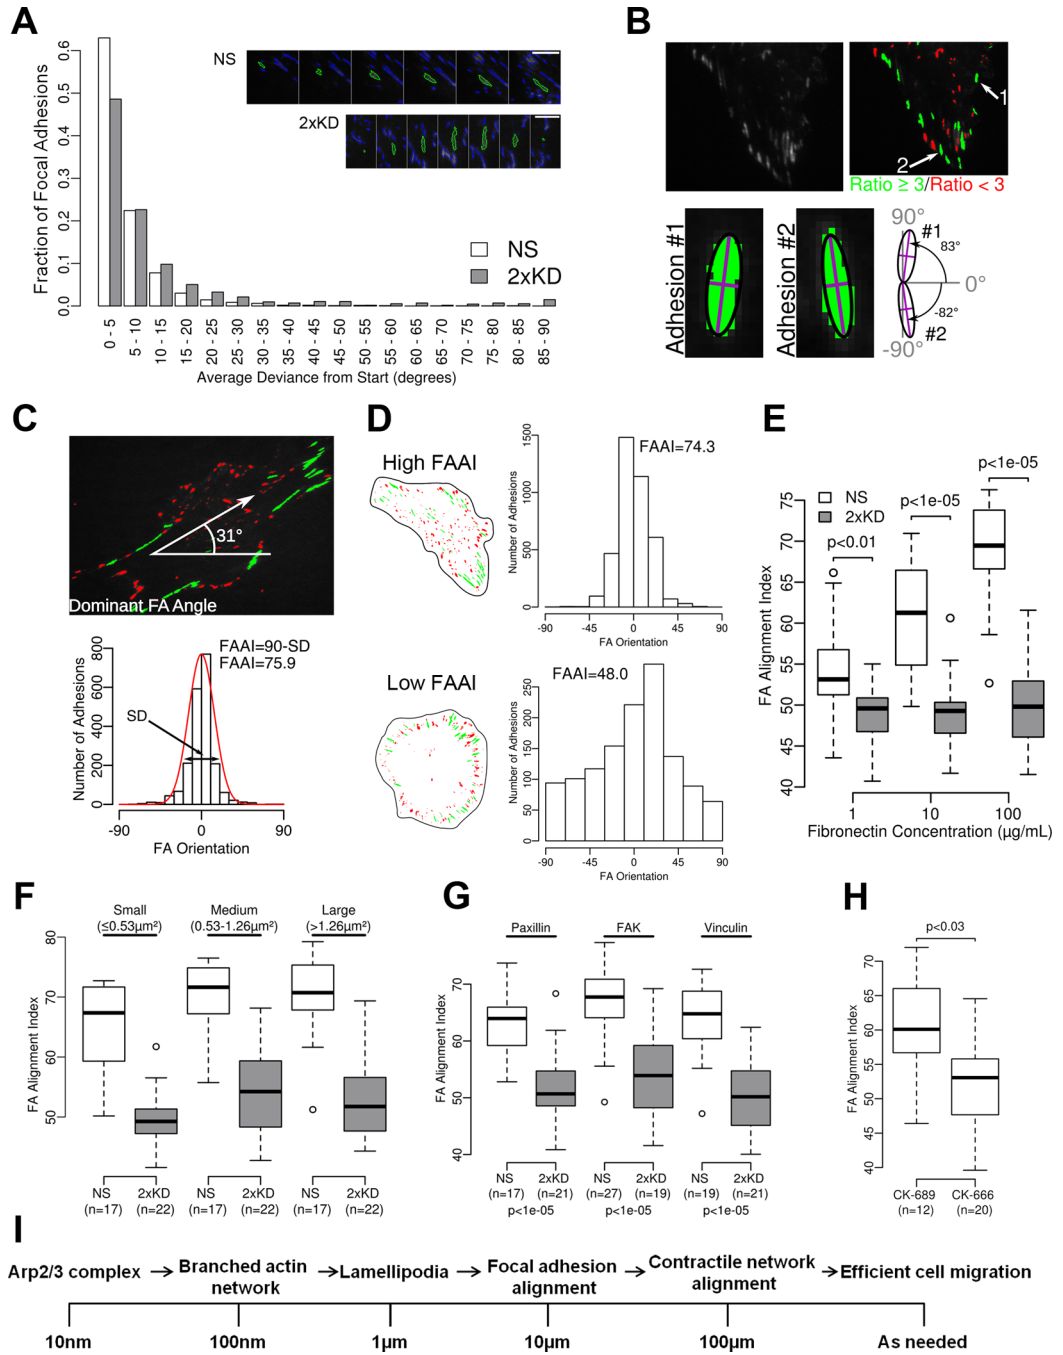 A
Fraction of Focal Adhesions
0.0
0.1
0.2
0.3
0.4
0.5
0.6
NS
2xKD
NS
2xKD
0 - 5
5 - 10
10 - 15
15 - 20
20 - 25
25 - 30
30 - 35
35 - 40
40 - 45
45 - 50
50 - 55
55 - 60
60 - 65
65 - 70
70 - 75
75 - 80
80 - 85
85 - 90
Average Deviance from Start (degrees)
B
1
2
Ratio ≥ 3/Ratio < 3
Adhesion #1
Adhesion #2
90°
#1
83°
0°
-82°
#2
-90°
C
31°
Dominant FA Angle
Number of Adhesions
0
200
400
600
800
FAAI=90-SD
FAAI=75.9
SD
-90
0
90
FA Orientation
D
High FAAI
Number of Adhesions
0
500
1000
1500
FAAI=74.3
-90
-45
0
45
90
FA Orientation
Low FAAI
Number of Adhesions
0
50
100
150
200
250
FAAI=48.0
-90
-45
0
45
90
FA Orientation
E
FA Alignment Index
40
45
50
55
60
65
70
75
NS
2xKD
p<0.01
p<1e-05
p<1e-05
1
10
100
Fibronectin Concentration (μg/mL)
F
Small
(≤0.53μm²)
Medium
(0.53-1.26μm²)
Large
(>1.26μm²)
FA Alignment Index
50
60
70
80
NS
(n=17)
2xKD
(n=22)
NS
(n=17)
2xKD
(n=22)
NS
(n=17)
2xKD
(n=22)
G
Paxillin
FAK
Vinculin
FA Alignment Index
40
50
60
70
NS
(n=17)
2xKD
(n=21)
NS
(n=27)
2xKD
(n=19)
NS
(n=19)
2xKD
(n=21)
p<1e-05
p<1e-05
p<1e-05
H
p<0.03
FA Alignment Index
40
45
50
55
60
65
70
CK-689
(n=12)
CK-666
(n=20)
I
Arp2/3 complex
Branched actin
network
Lamellipodia
Focal adhesion
alignment
Contractile network
alignment
Efficient cell migration
10nm
100nm
1μm
10μm
100μm
As needed